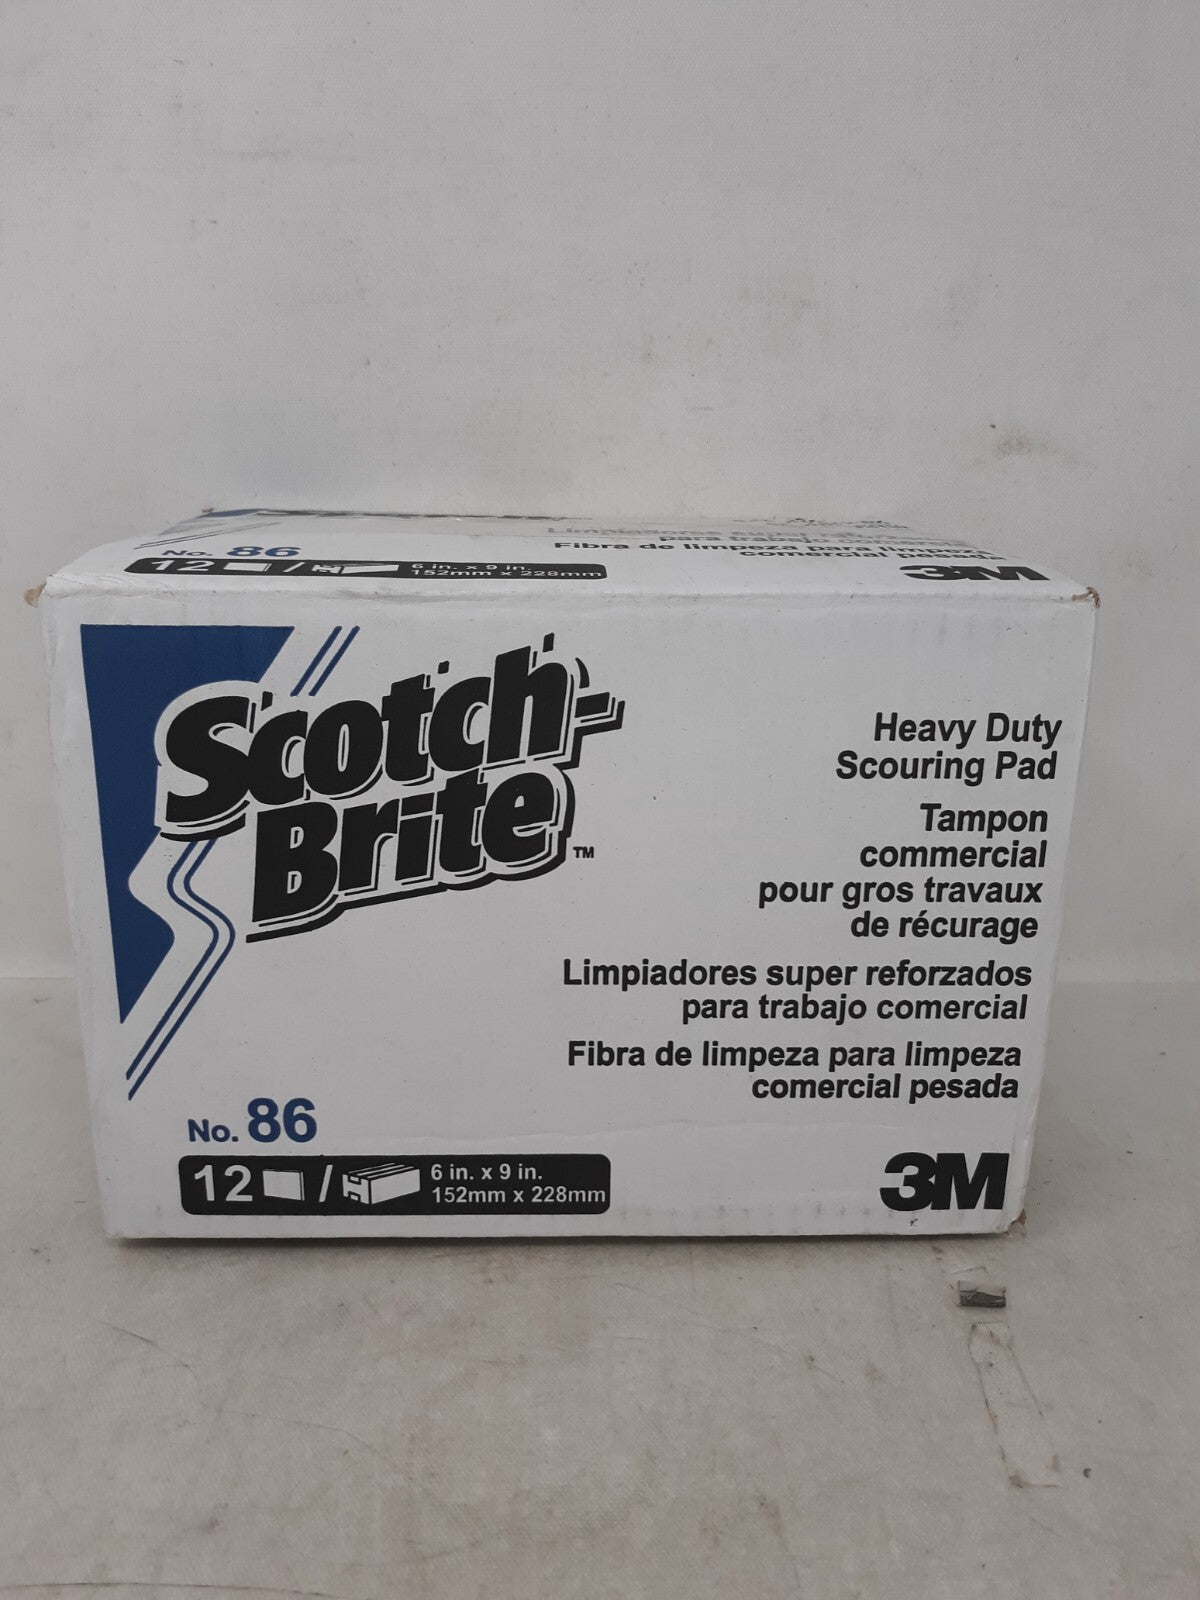 No. 86
12 / 6 in. x 9 in.
152mm x 228mm
Fibra de limpeza para limpeza
comercial
3M
Scotch-
Brite™
Heavy Duty
Scouring Pad
Tampon
commercial
pour gros travaux
de récurage
Limpiadores super reforzados
para trabajo comercial
Fibra de limpeza para limpeza
comercial pesada
No. 86
12 / 6 in. x 9 in.
152mm x 228mm
3M